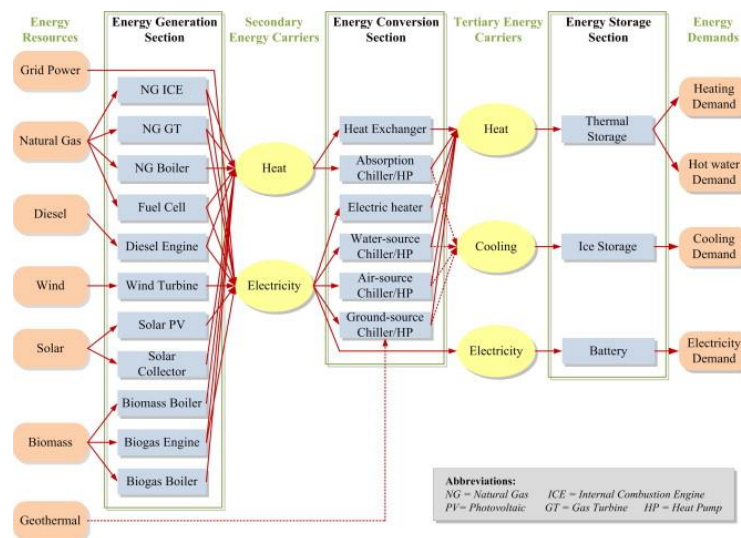 Energy
Resources
Energy Generation
Section
Secondary
Energy Carriers
Energy Conversion
Section
Tertiary Energy
Carriers
Energy Storage
Section
Energy
Demands
Grid Power
Natural Gas
Diesel
Wind
Solar
Biomass
Geothermal
NG ICE
NG GT
NG Boiler
Fuel Cell
Diesel Engine
Wind Turbine
Solar PV
Solar
Collector
Biomass Boiler
Biogas Engine
Biogas Boiler
Heat
Electricity
Heat Exchanger
Absorption
Chiller/HP
Electric heater
Water-source
Chiller/HP
Air-source
Chiller/HP
Ground-source
Chiller/HP
Heat
Cooling
Electricity
Thermal
Storage
Ice Storage
Battery
Heating
Demand
Hot water
Demand
Cooling
Demand
Electricity
Demand
Abbreviations:
NG = Natural Gas ICE = Internal Combustion Engine
PV= Photovoltaic GT = Gas Turbine HP = Heat Pump